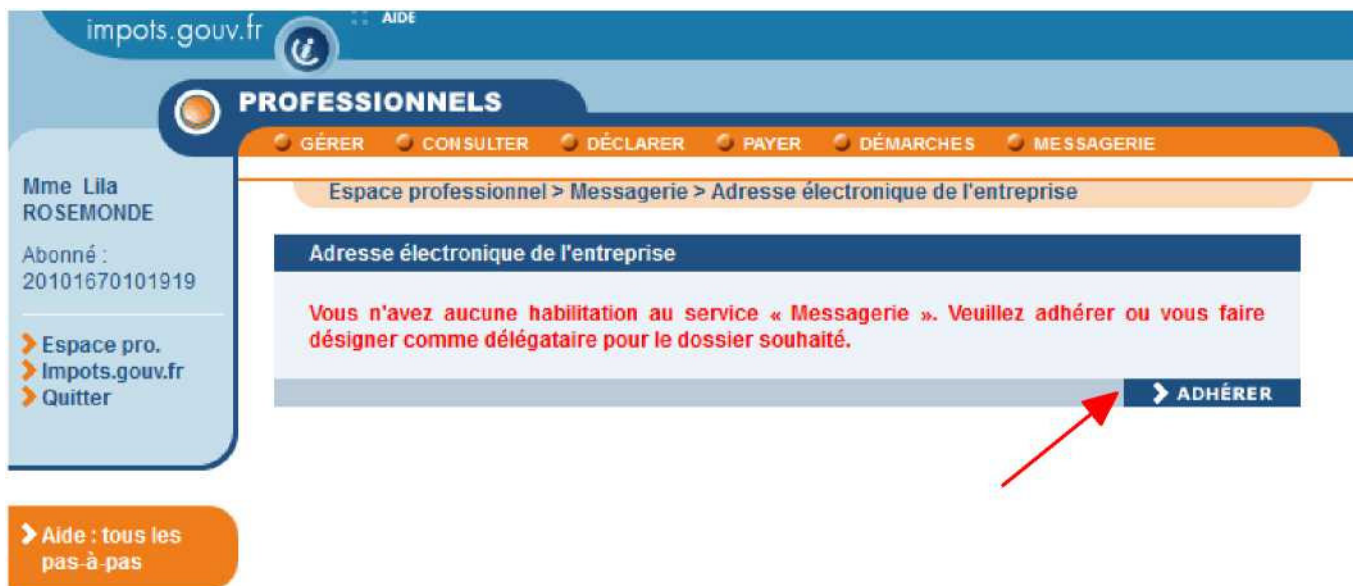 impots.gouv.fr
AIDE
PROFESSIONNELS
GÉRER CONSULTER DÉCLARER PAYER DÉMARCHES MESSAGERIE
Mme Lila
ROSEMONDE
Abonné :
20101670101919
Espace pro.
Impots.gouv.fr
Quitter
Aide : tous les
pas-à-pas
Espace professionnel > Messagerie > Adresse électronique de l'entreprise
Adresse électronique de l'entreprise
Vous n'avez aucune habilitation au service « Messagerie ». Veuillez adhérer ou vous faire
désigner comme délégataire pour le dossier souhaité.
ADHÉRER